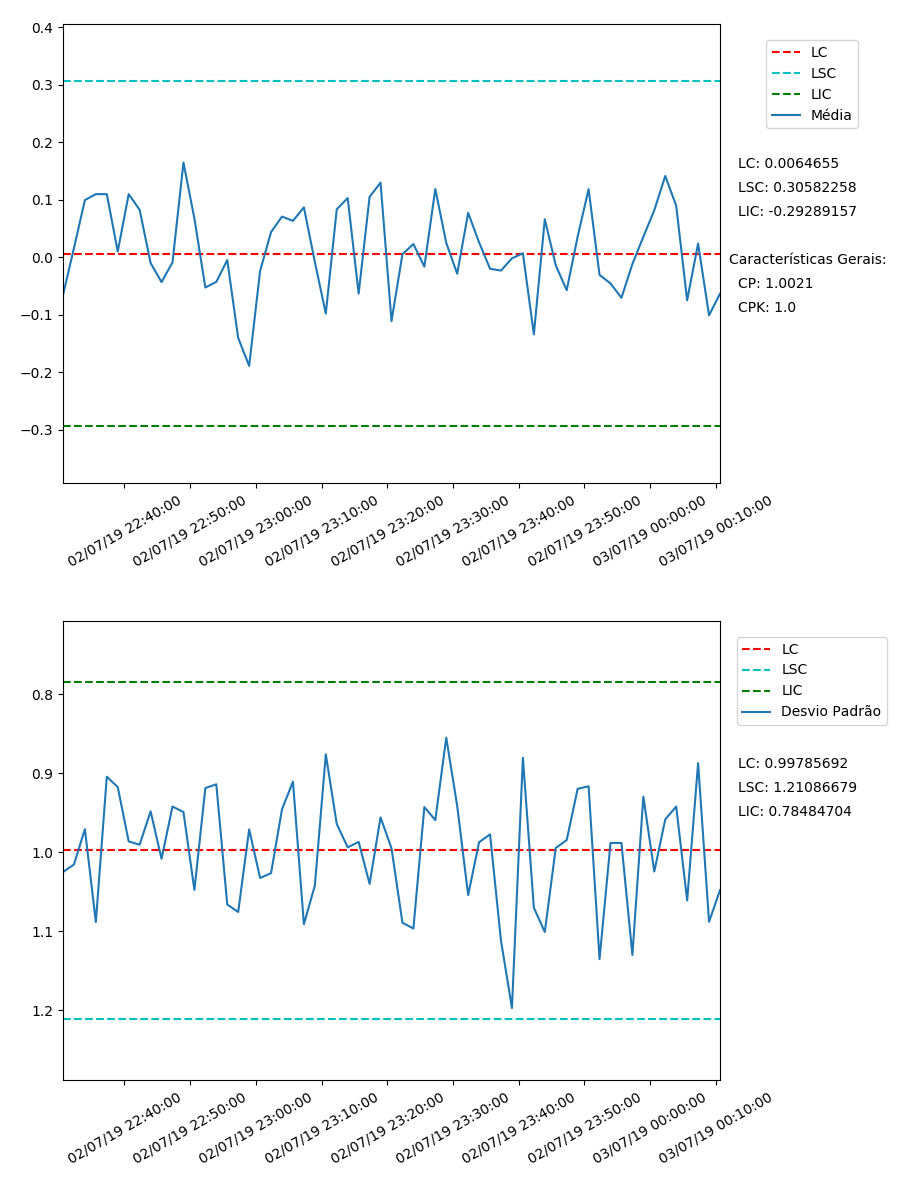 0.4
0.3
0.2
0.1
0.0
−0.1
−0.2
−0.3
02/07/19 22:40:00
02/07/19 22:50:00
02/07/19 23:00:00
02/07/19 23:10:00
02/07/19 23:20:00
02/07/19 23:30:00
02/07/19 23:40:00
02/07/19 23:50:00
03/07/19 00:00:00
03/07/19 00:10:00
LC
LSC
LIC
Média
LC: 0.0064655
LSC: 0.30582258
LIC: -0.29289157
Características Gerais:
CP: 1.0021
CPK: 1.0
0.8
0.9
1.0
1.1
1.2
02/07/19 22:40:00
02/07/19 22:50:00
02/07/19 23:00:00
02/07/19 23:10:00
02/07/19 23:20:00
02/07/19 23:30:00
02/07/19 23:40:00
02/07/19 23:50:00
03/07/19 00:00:00
03/07/19 00:10:00
LC
LSC
LIC
Desvio Padrão
LC: 0.99785692
LSC: 1.21086679
LIC: 0.78484704